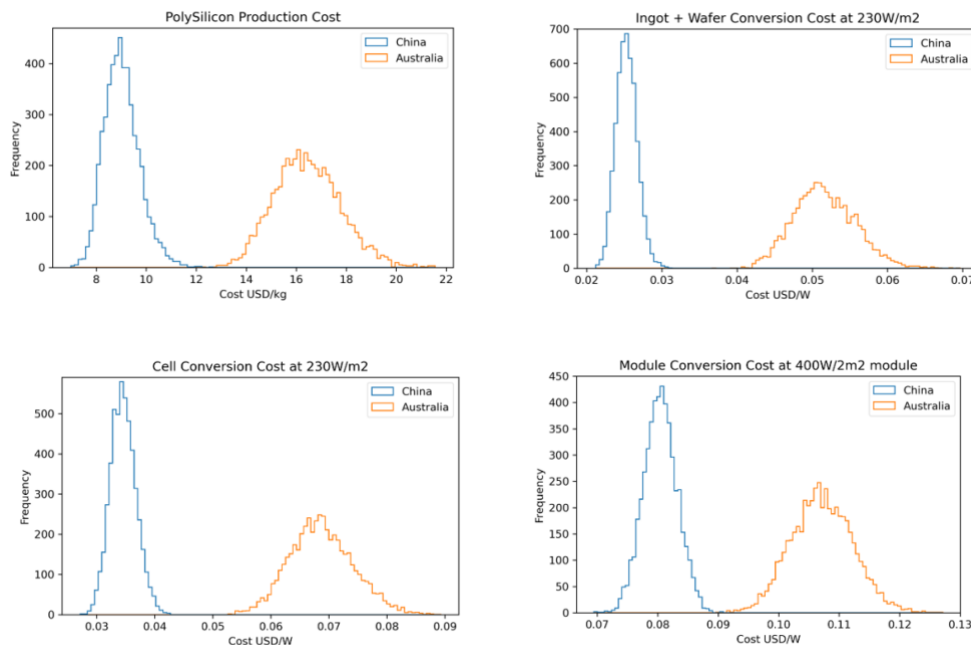 PolySilicon Production Cost
Frequency
400
300
200
100
0
China
Australia
8 10 12 14 16 18 20 22
Cost USD/kg
Ingot + Wafer Conversion Cost at 230W/m2
Frequency
700
600
500
400
300
200
100
0
China
Australia
0.02 0.03 0.04 0.05 0.06 0.07
Cost USD/W
Cell Conversion Cost at 230W/m2
Frequency
500
400
300
200
100
0
China
Australia
0.03 0.04 0.05 0.06 0.07 0.08 0.09
Cost USD/W
Module Conversion Cost at 400W/2m2 module
Frequency
450
400
350
300
250
200
150
100
50
0
China
Australia
0.07 0.08 0.09 0.10 0.11 0.12 0.13
Cost USD/W